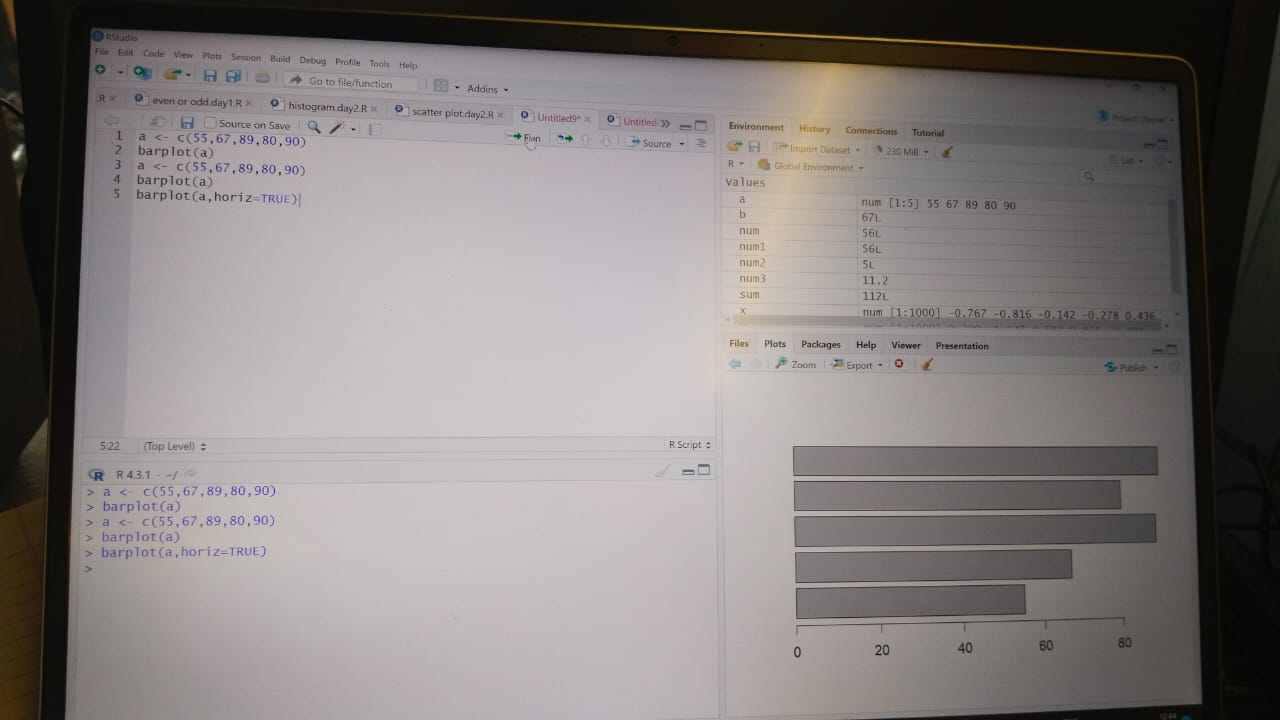 RStudio
File Edit Code View Plots Session Build Debug Profile Tools Help
Go to file/function Addins
.R even or odd.day1.R histogram.day2.R scatter plot.day2.R Untitled9* Untitled
Source on Save Run Source
1 a <- c(55,67,89,80,90)
2 barplot(a)
3 a <- c(55,67,89,80,90)
4 barplot(a)
5 barplot(a,horiz=TRUE)
5:22 (Top Level) R Script
R 4.3.1 · ~/
> a <- c(55,67,89,80,90)
> barplot(a)
> a <- c(55,67,89,80,90)
> barplot(a)
> barplot(a,horiz=TRUE)
>
Project: (None)
Environment History Connections Tutorial
Import Dataset 230 MiB List
R Global Environment
Values
a num [1:5] 55 67 89 80 90
b 67L
num 56L
num1 56L
num2 5L
num3 11.2
sum 112L
x num [1:1000] -0.767 -0.816 -0.142 -0.278 0.436
Files Plots Packages Help Viewer Presentation
Zoom Export Publish
0 20 40 60 80
12:44